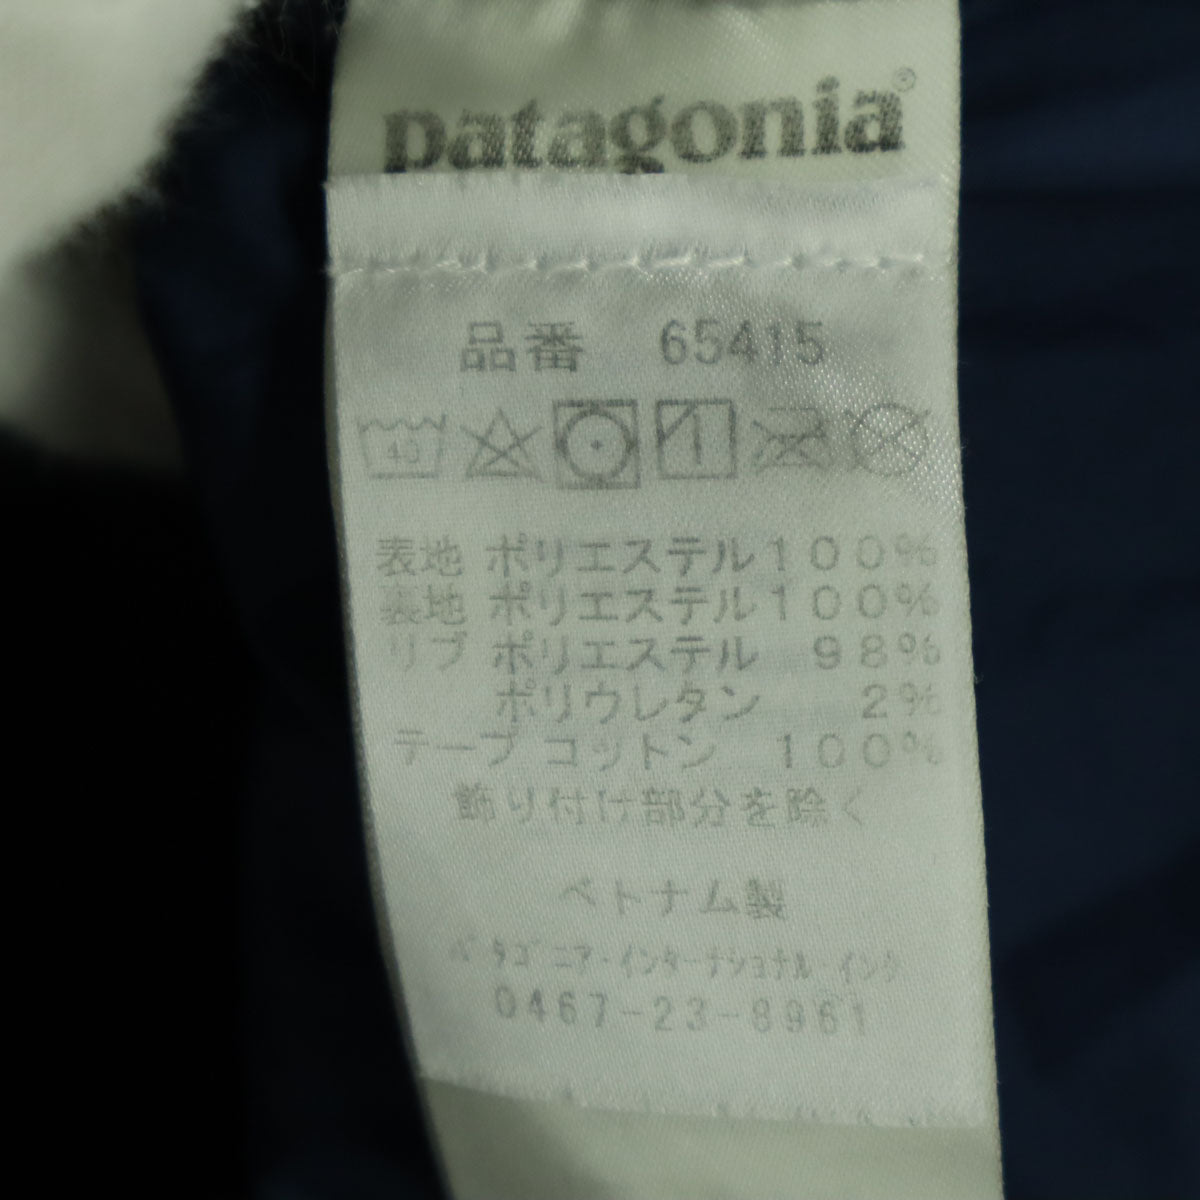 patagonia®
品番 65415
40
表地 ポリエステル100%
裏地 ポリエステル100%
リブ ポリエステル 98%
ポリウレタン 2%
テープ コットン 100%
飾り付け部分を除く
ベトナム製
パタゴニア・インターナショナル インク
0467-23-8961